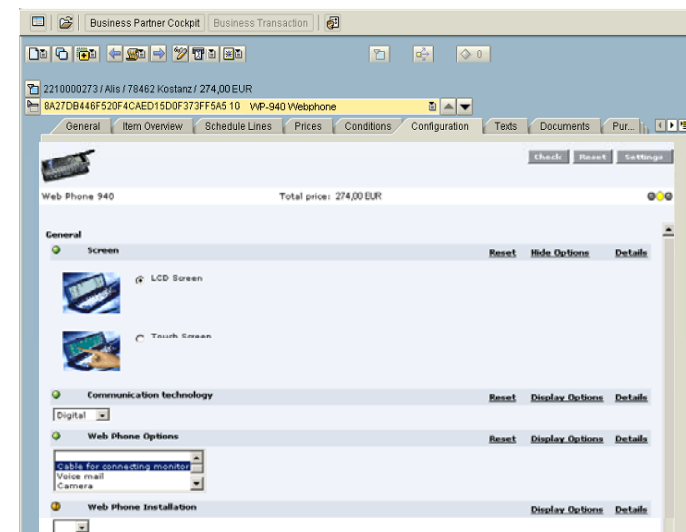 Business Partner Cockpit Business Transaction
0
2210000273 / Alis / 78462 Kostanz / 274,00 EUR
8A27DB446F520F4CAED15D0F373FF5A5 10 WP-940 Webphone
General Item Overview Schedule Lines Prices Conditions Configuration Texts Documents Pur...
Check Reset Settings
Web Phone 940 Total price: 274,00 EUR
General
Screen Reset Hide Options Details
LCD Screen
Touch Screen
Communication technology Reset Display Options Details
Digital
Web Phone Options Reset Display Options Details
Cable for connecting monitor
Voice mail
Camera
Web Phone Installation Display Options Details